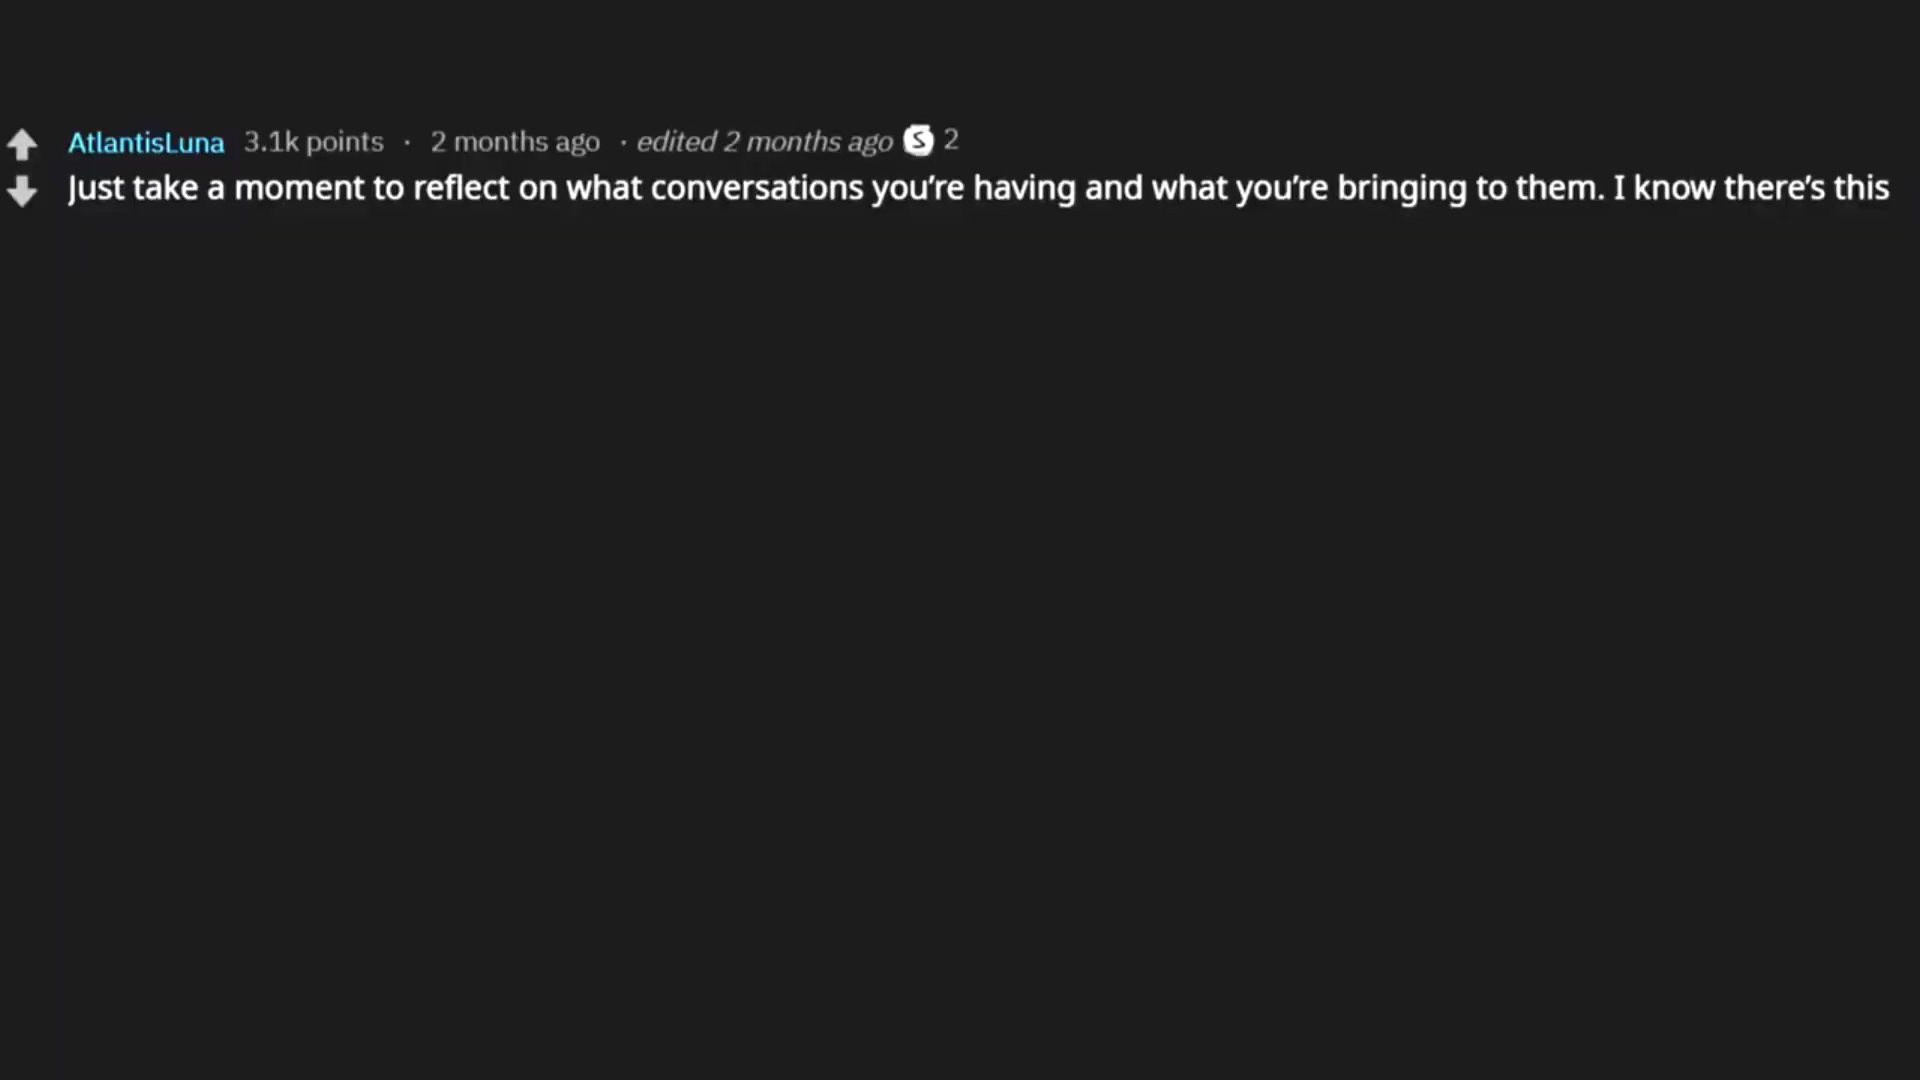 AtlantisLuna 3.1k points · 2 months ago · edited 2 months ago S 2
Just take a moment to reflect on what conversations you’re having and what you’re bringing to them. I know there’s this